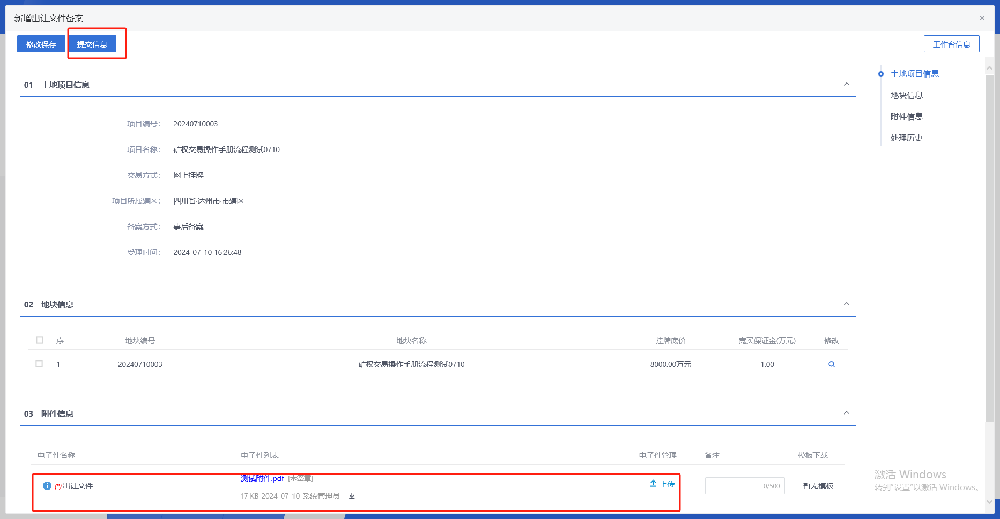 新增出让文件备案
修改保存 提交信息 工作台信息
01 土地项目信息
土地项目信息
地块信息
附件信息
处理历史
项目编号： 20240710003
项目名称： 矿权交易操作手册流程测试0710
交易方式： 网上挂牌
项目所属辖区： 四川省·达州市·市辖区
备案方式： 事后备案
受理时间： 2024-07-10 16:26:48
02 地块信息
序 地块编号 地块名称 挂牌底价 竞买保证金(万元) 修改
1 20240710003 矿权交易操作手册流程测试0710 8000.00万元 1.00
03 附件信息
电子件名称 电子件列表 电子件管理 备注 模板下载
(*)出让文件 测试附件.pdf [未签章] 上传 0/500 暂无模板
17 KB 2024-07-10 系统管理员
激活 Windows
转到"设置"以激活 Windows。